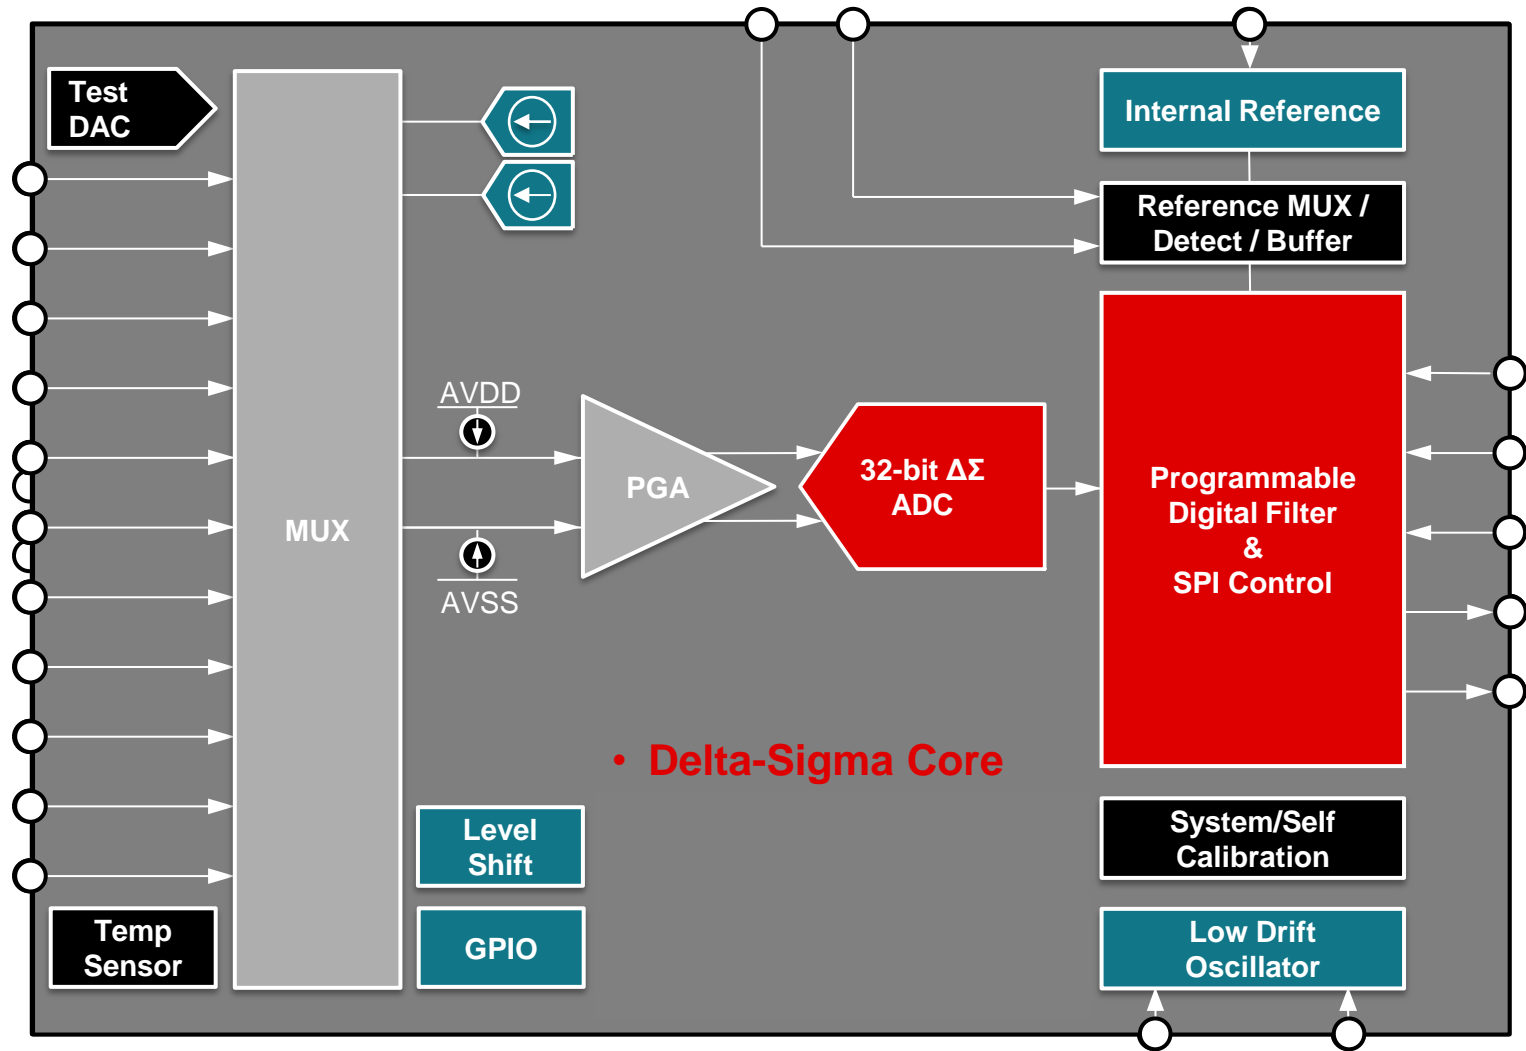 Test
DAC
Internal Reference
Reference MUX /
Detect / Buffer
AVDD
PGA
32-bit ΔΣ
ADC
Programmable
Digital Filter
&
SPI Control
MUX
AVSS
• Delta-Sigma Core
Level
Shift
System/Self
Calibration
Temp
Sensor
GPIO
Low Drift
Oscillator